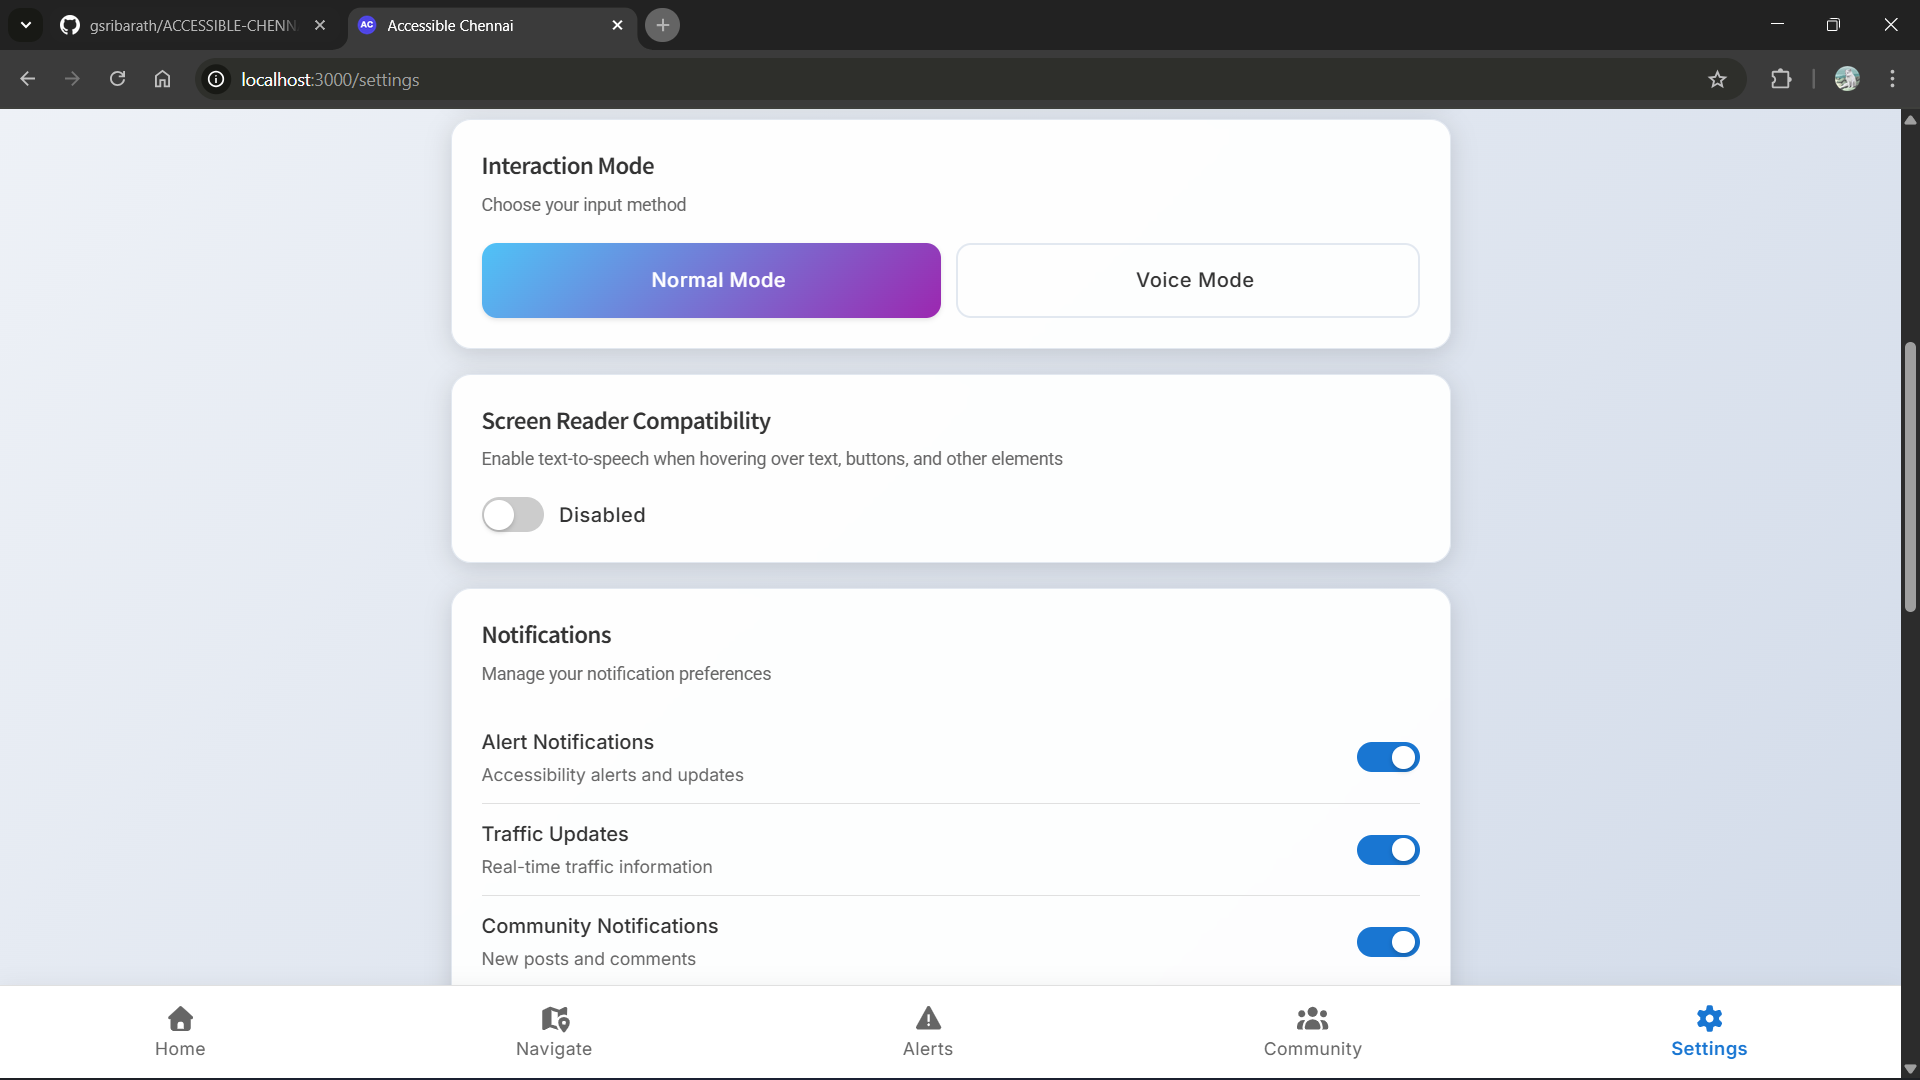 gsribarath/ACCESSIBLE-CHENN
AC Accessible Chennai
localhost:3000/settings
Interaction Mode
Choose your input method
Normal Mode
Voice Mode
Screen Reader Compatibility
Enable text-to-speech when hovering over text, buttons, and other elements
Disabled
Notifications
Manage your notification preferences
Alert Notifications
Accessibility alerts and updates
Traffic Updates
Real-time traffic information
Community Notifications
New posts and comments
Home
Navigate
Alerts
Community
Settings